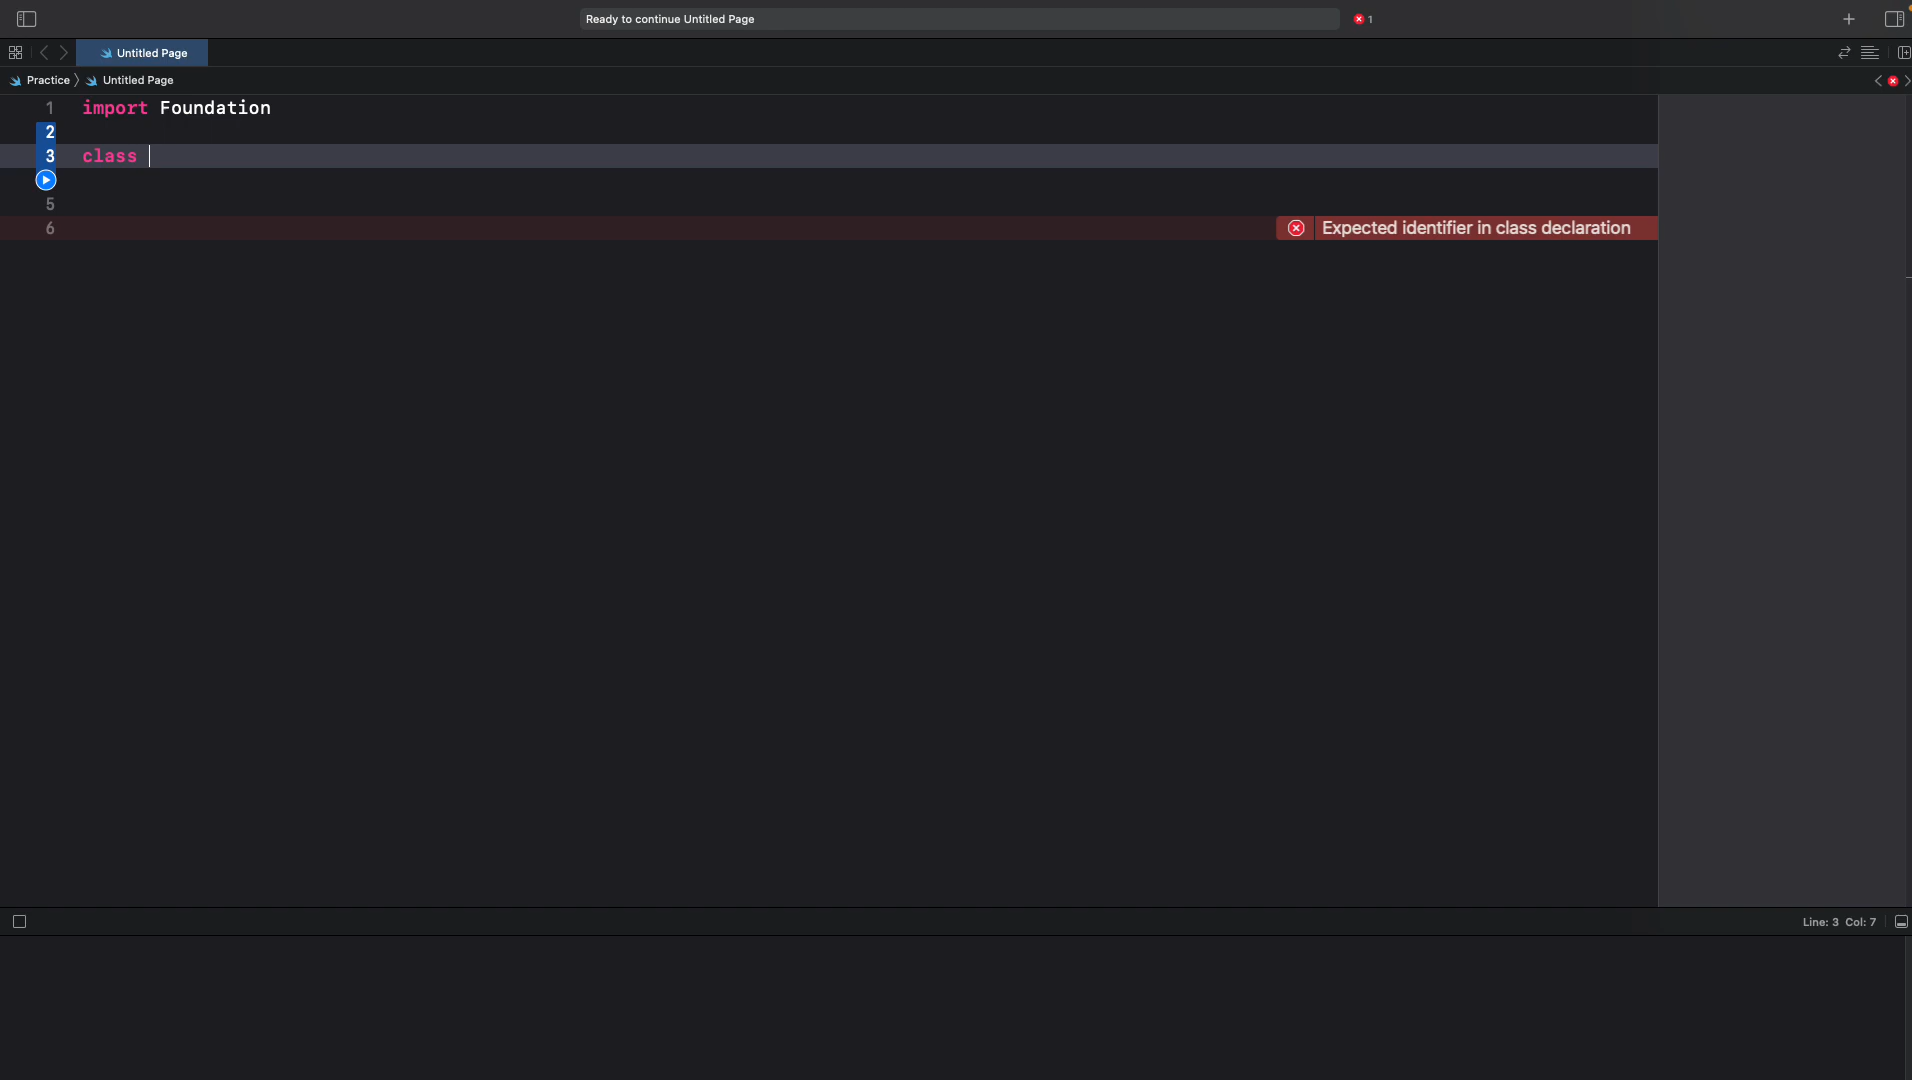 Ready to continue Untitled Page
1
Untitled Page
Practice
Untitled Page
1 import Foundation
2
3 class
5
6 Expected identifier in class declaration
Line: 3 Col: 7